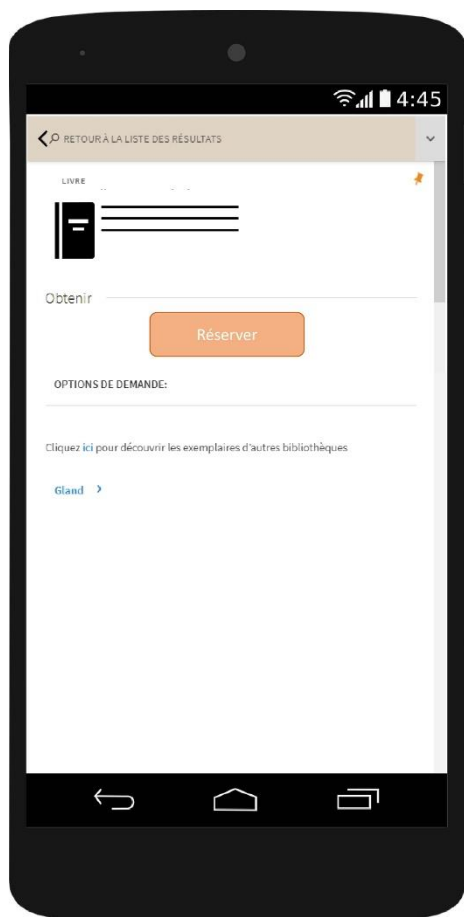 4:45
RETOUR À LA LISTE DES RÉSULTATS
LIVRE
Obtenir
Réserver
OPTIONS DE DEMANDE:
Cliquez ici pour découvrir les exemplaires d'autres bibliothèques
Gland